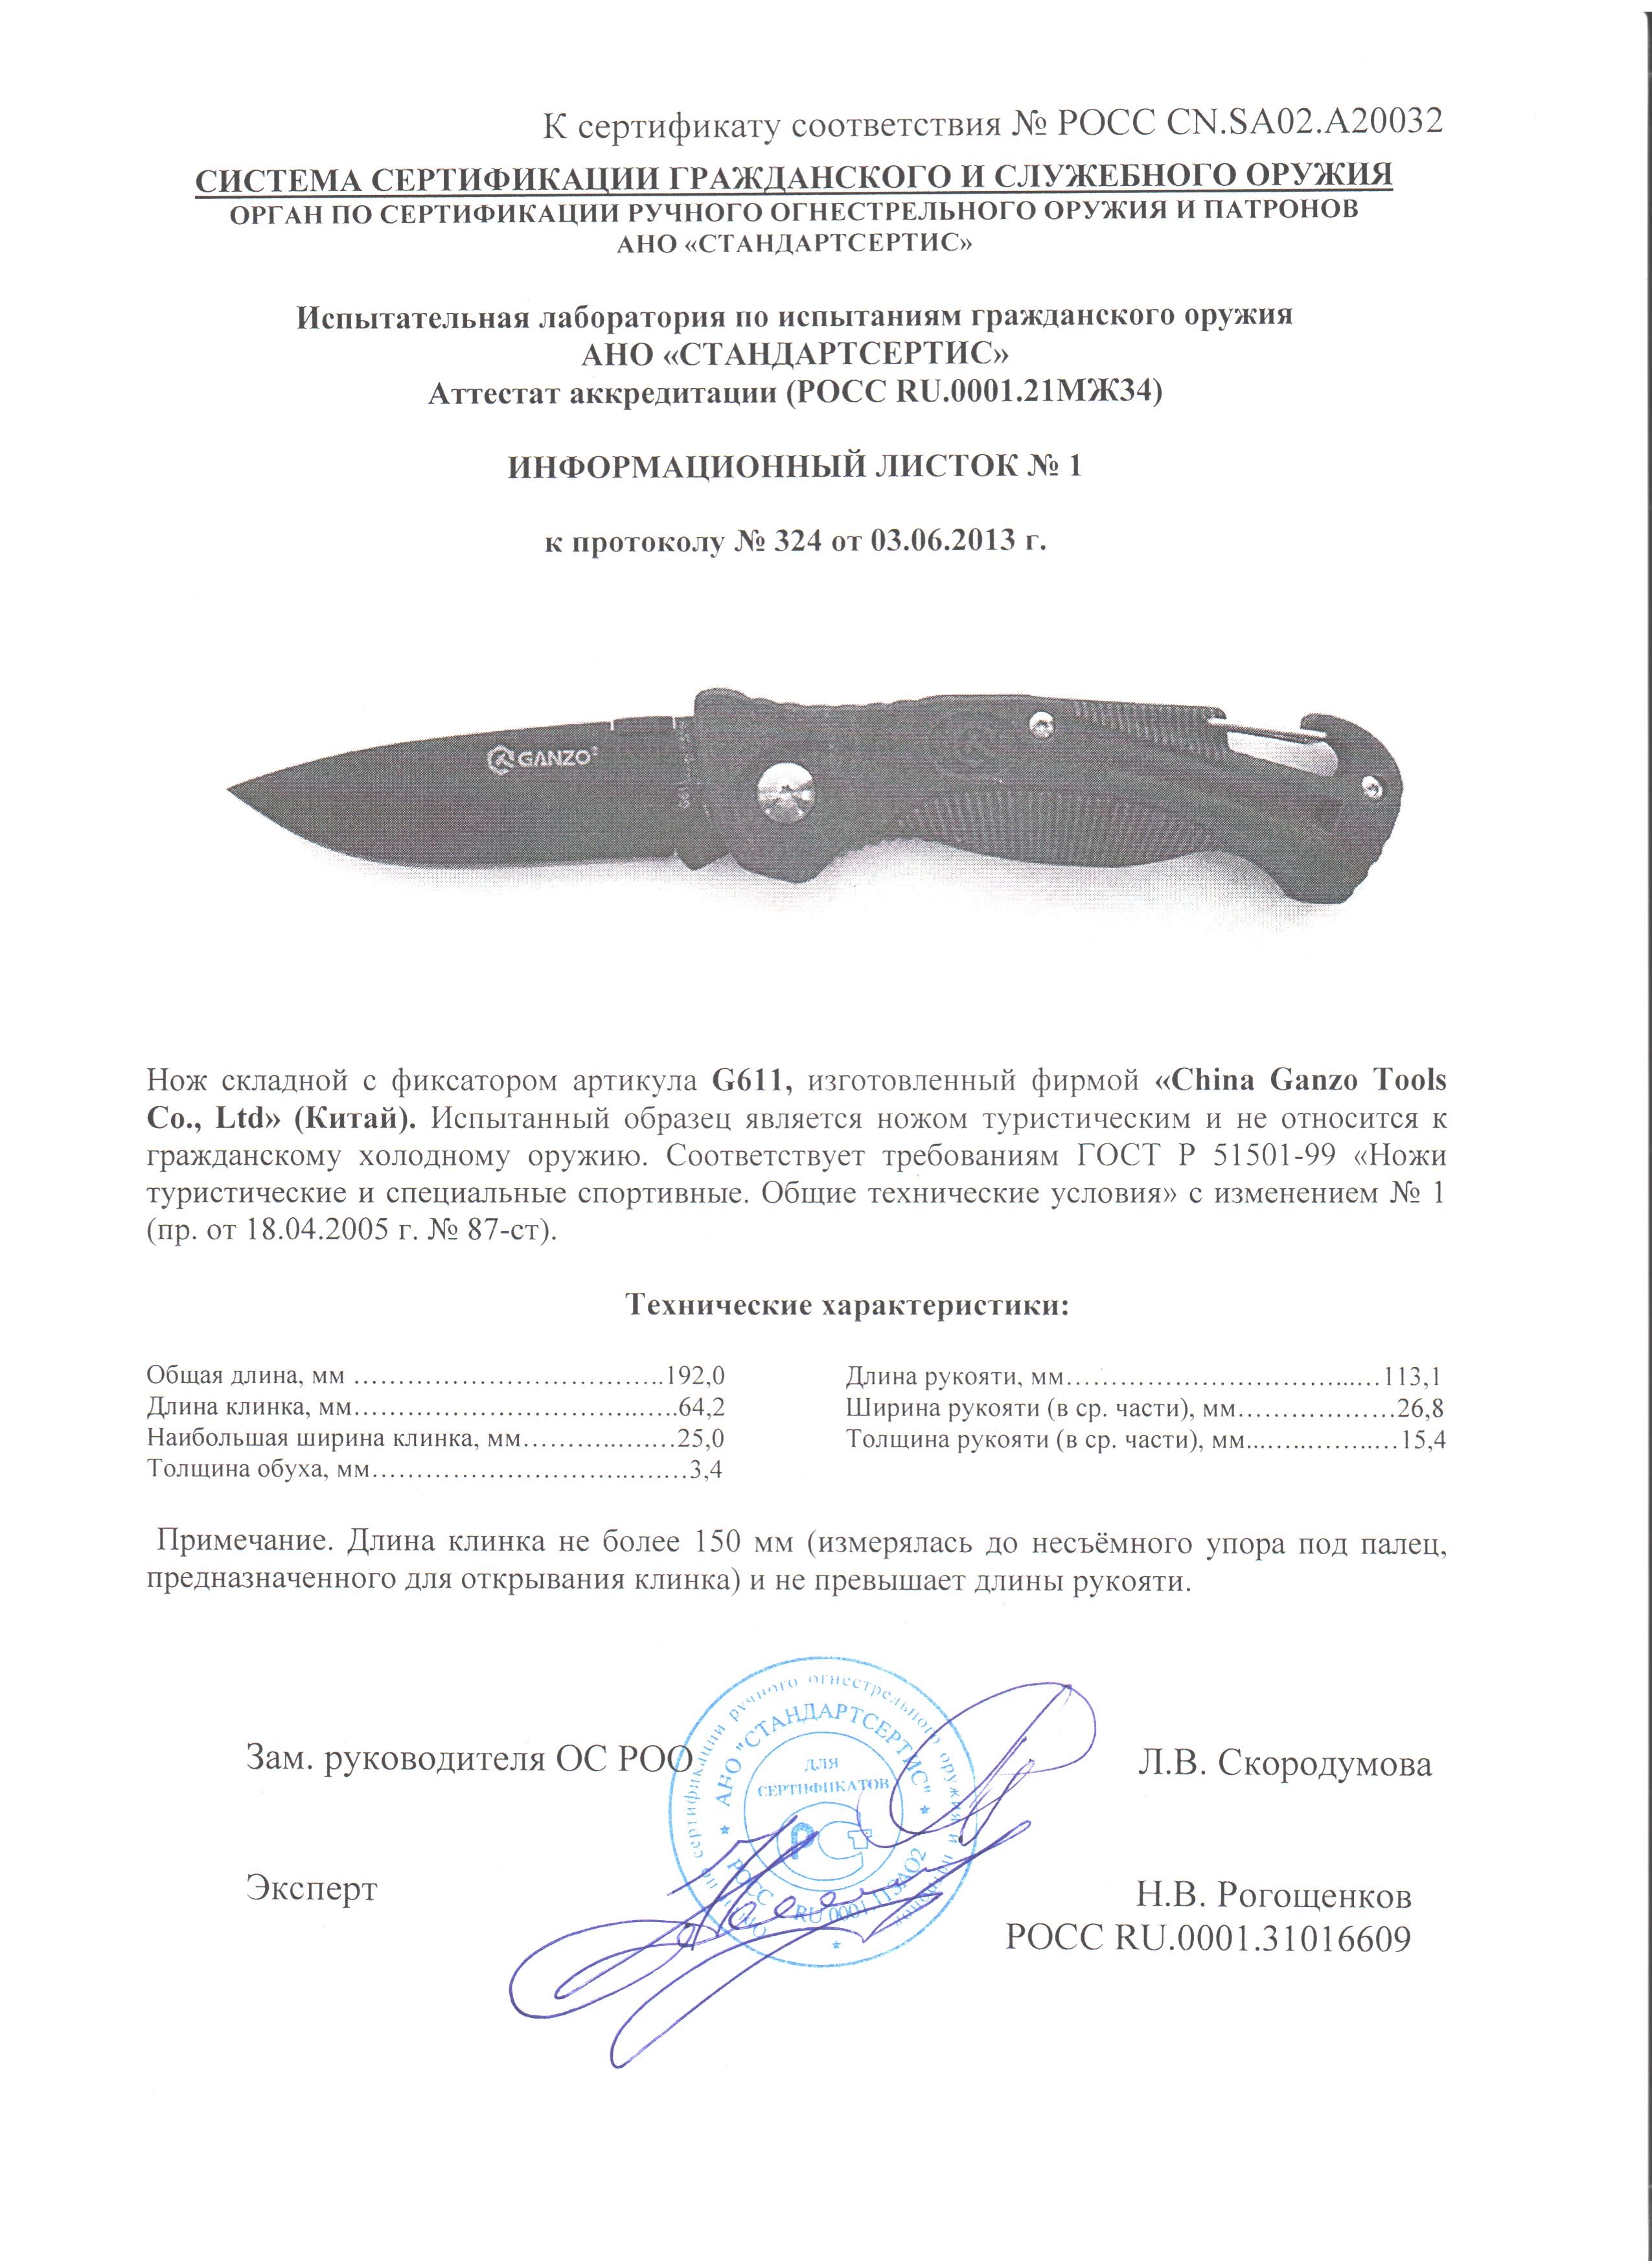 К сертификату соответствия № РОСС CN.SA02.A20032
СИСТЕМА СЕРТИФИКАЦИИ ГРАЖДАНСКОГО И СЛУЖЕБНОГО ОРУЖИЯ
ОРГАН ПО СЕРТИФИКАЦИИ РУЧНОГО ОГНЕСТРЕЛЬНОГО ОРУЖИЯ И ПАТРОНОВ
АНО «СТАНДАРТСЕРТИС»
Испытательная лаборатория по испытаниям гражданского оружия
АНО «СТАНДАРТСЕРТИС»
Аттестат аккредитации (РОСС RU.0001.21МЖ34)
ИНФОРМАЦИОННЫЙ ЛИСТОК № 1
к протоколу № 324 от 03.06.2013 г.
GANZO
G611
Нож складной с фиксатором артикула G611, изготовленный фирмой «China Ganzo Tools
Co., Ltd» (Китай). Испытанный образец является ножом туристическим и не относится к
гражданскому холодному оружию. Соответствует требованиям ГОСТ Р 51501-99 «Ножи
туристические и специальные спортивные. Общие технические условия» с изменением № 1
(пр. от 18.04.2005 г. № 87-ст).
Технические характеристики:
Общая длина, мм ……………………………..192,0
Длина клинка, мм………………………….…..64,2
Наибольшая ширина клинка, мм……….….…25,0
Толщина обуха, мм……………………….….…3,4
Длина рукояти, мм…………………………...…113,1
Ширина рукояти (в ср. части), мм………………26,8
Толщина рукояти (в ср. части), мм..…….…….…15,4
Примечание. Длина клинка не более 150 мм (измерялась до несъёмного упора под палец,
предназначенного для открывания клинка) и не превышает длины рукояти.
Зам. руководителя ОС РОО
Л.В. Скородумова
Эксперт
Н.В. Рогощенков
РОСС RU.0001.31016609
по сертификации ручного огнестрельного оружия и
АНО "СТАНДАРТСЕРТИС"
ДЛЯ
СЕРТИФИКАТОВ
РОСС RU 0001